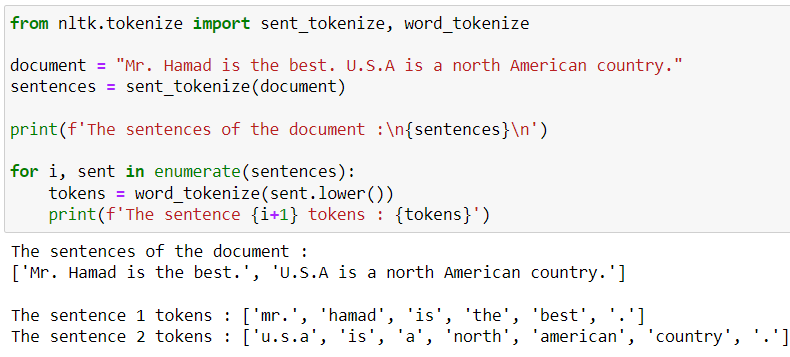 from nltk.tokenize import sent_tokenize, word_tokenize
document = "Mr. Hamad is the best. U.S.A is a north American country."
sentences = sent_tokenize(document)
print(f'The sentences of the document :\n{sentences}\n')
for i, sent in enumerate(sentences):
    tokens = word_tokenize(sent.lower())
    print(f'The sentence {i+1} tokens : {tokens}')
The sentences of the document :
['Mr. Hamad is the best.', 'U.S.A is a north American country.']
The sentence 1 tokens : ['mr.', 'hamad', 'is', 'the', 'best', '.']
The sentence 2 tokens : ['u.s.a', 'is', 'a', 'north', 'american', 'country', '.']